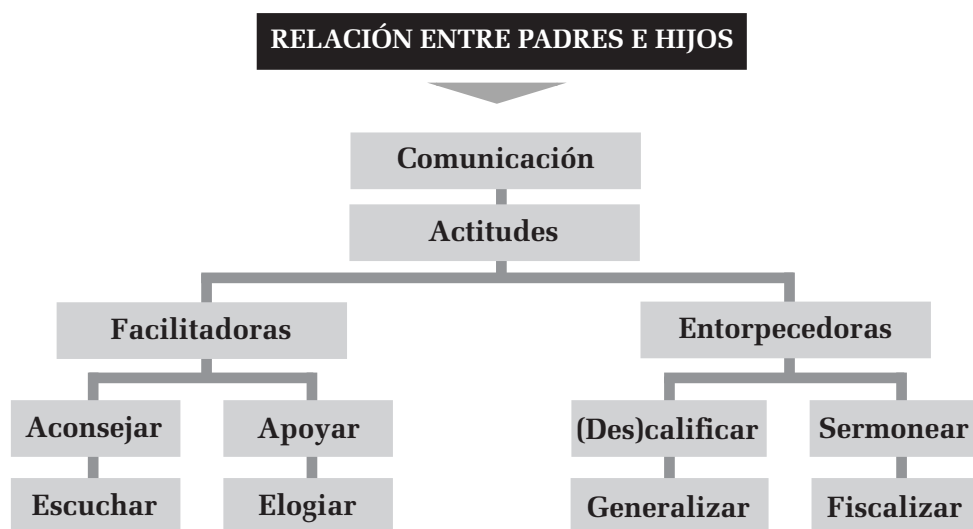 RELACIÓN ENTRE PADRES E HIJOS
Comunicación
Actitudes
Facilitadoras
Entorpecedoras
Aconsejar
Apoyar
(Des)calificar
Sermonear
Escuchar
Elogiar
Generalizar
Fiscalizar